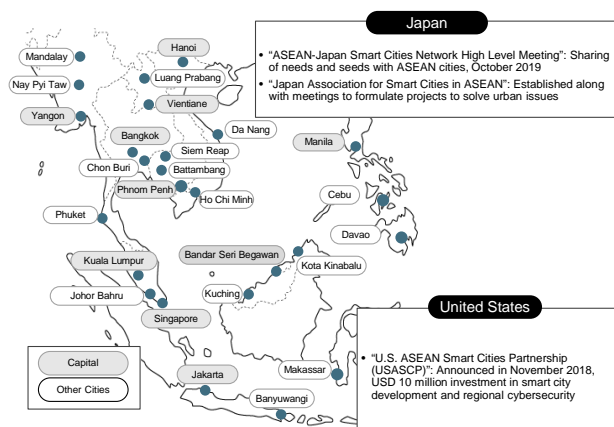 Japan
• “ASEAN-Japan Smart Cities Network High Level Meeting”: Sharing
of needs and seeds with ASEAN cities, October 2019
• “Japan Association for Smart Cities in ASEAN”: Established along
with meetings to formulate projects to solve urban issues
Hanoi
Mandalay
Luang Prabang
Nay Pyi Taw
Vientiane
Yangon
Da Nang
Bangkok
Manila
Siem Reap
Chon Buri
Battambang
Phnom Penh
Ho Chi Minh
Cebu
Phuket
Davao
Kuala Lumpur
Bandar Seri Begawan
Kota Kinabalu
Johor Bahru
Kuching
Singapore
United States
• “U.S. ASEAN Smart Cities Partnership
(USASCP)”: Announced in November 2018,
USD 10 million investment in smart city
development and regional cybersecurity
Capital
Other Cities
Makassar
Jakarta
Banyuwangi